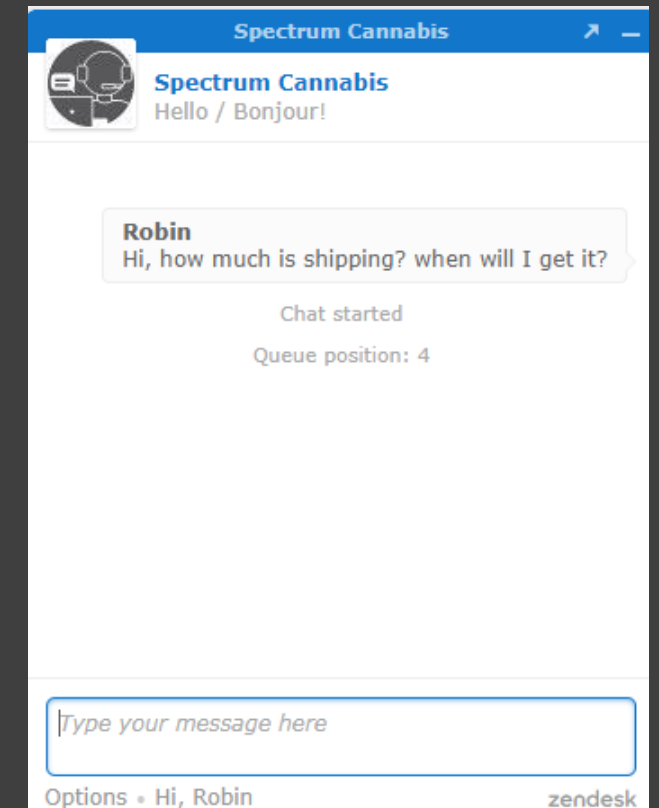 Spectrum Cannabis
Spectrum Cannabis
Hello / Bonjour!
Robin
Hi, how much is shipping? when will I get it?
Chat started
Queue position: 4
Type your message here
Options • Hi, Robin
zendesk